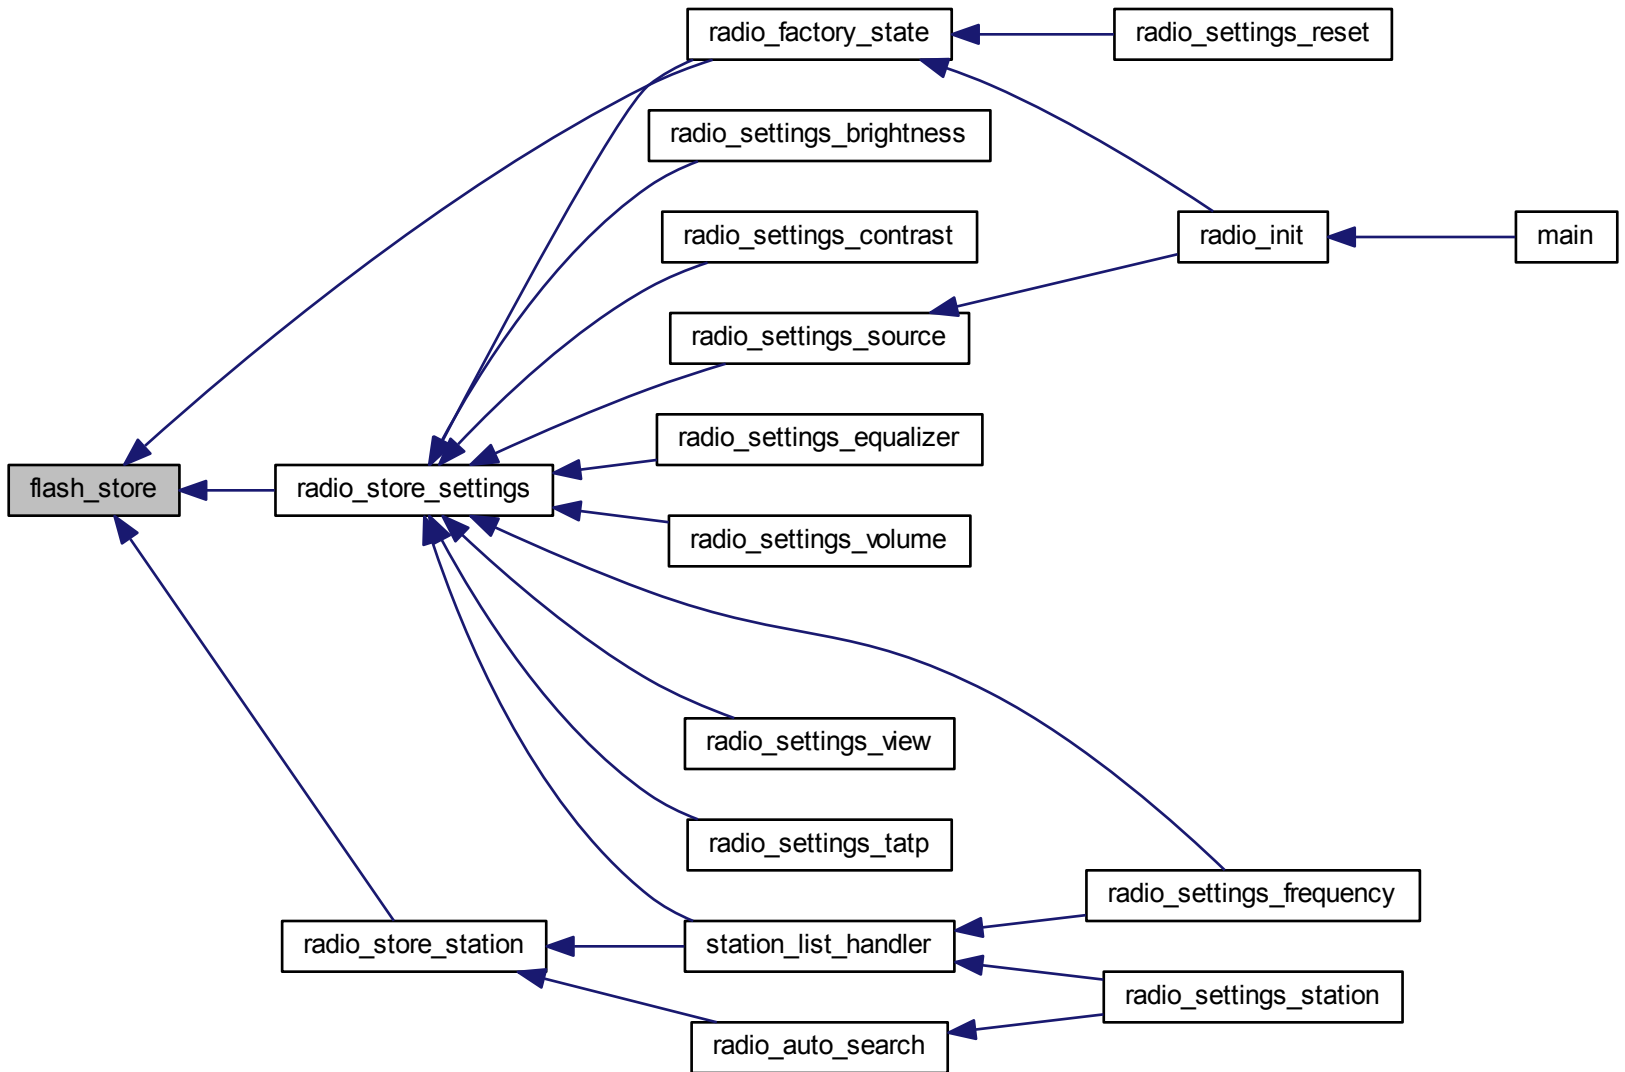 radio_factory_state
radio_settings_reset
radio_settings_brightness
radio_settings_contrast
radio_init
main
radio_settings_source
radio_settings_equalizer
flash_store
radio_store_settings
radio_settings_volume
radio_settings_view
radio_settings_tatp
radio_settings_frequency
radio_store_station
station_list_handler
radio_settings_station
radio_auto_search